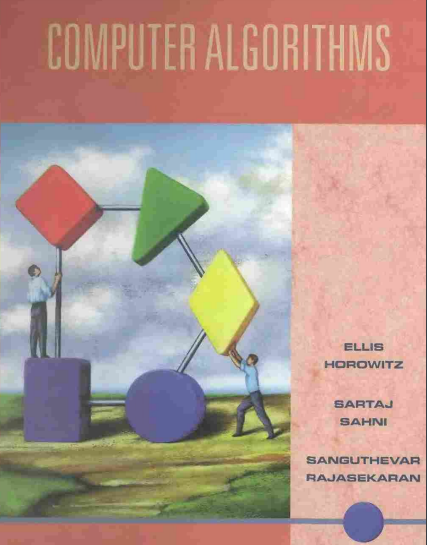 COMPUTER ALGORITHMS
ELLIS
HOROWITZ
SARTAJ
SAHNI
SANGUTHEVAR
RAJASEKARAN